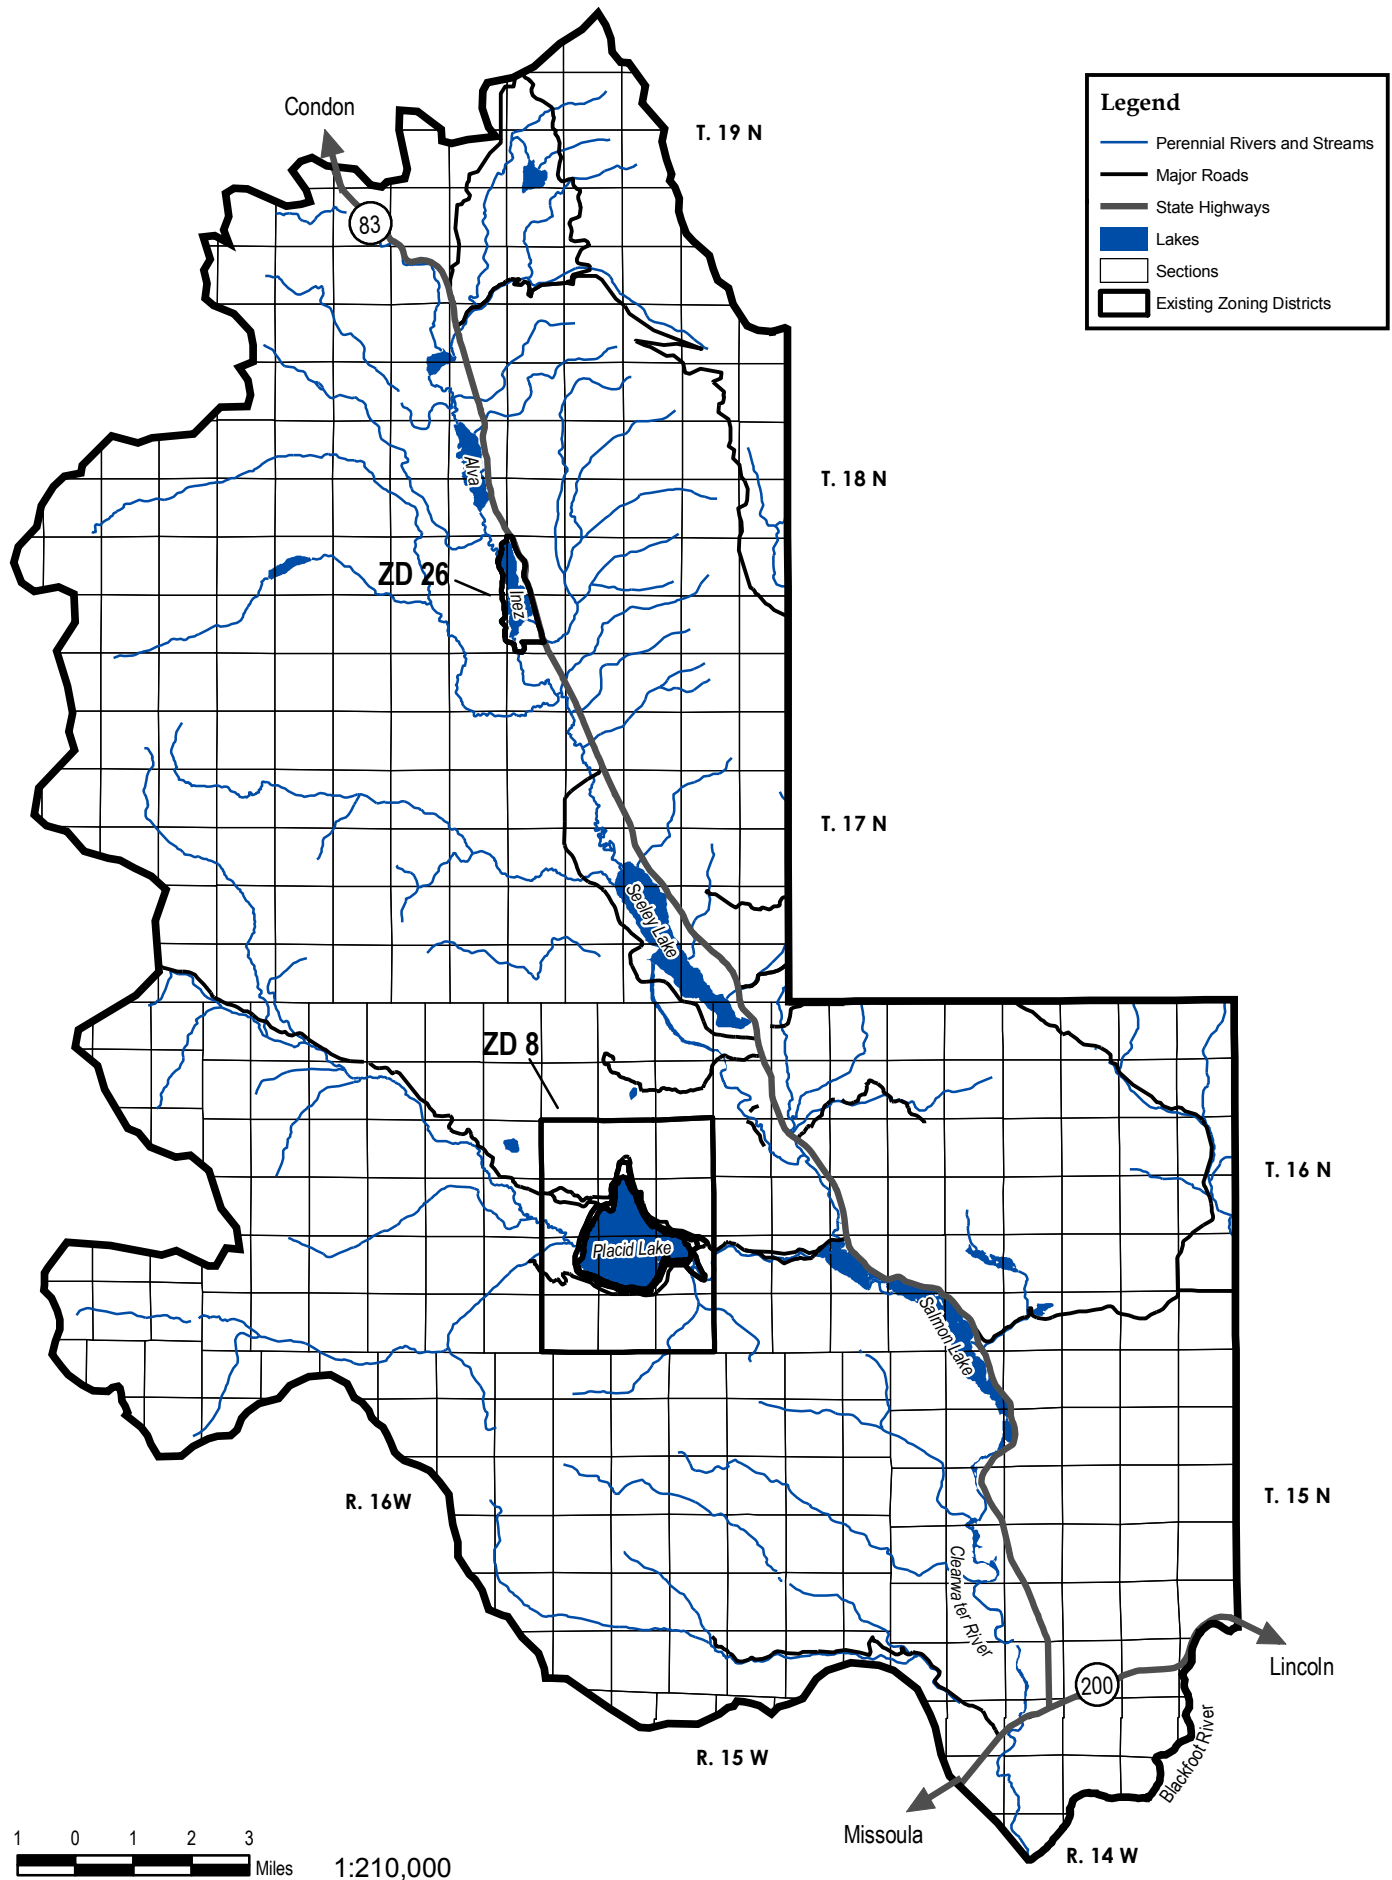 Condon
T. 19 N
Legend
Perennial Rivers and Streams
Major Roads
State Highways
Lakes
Sections
Existing Zoning Districts
83
Alva
T. 18 N
ZD 26
Inez
T. 17 N
Seeley Lake
ZD 8
T. 16 N
Placid Lake
Salmon Lake
R. 16W
T. 15 N
Clearwater River
Lincoln
200
Blackfoot River
R. 15 W
Missoula
R. 14 W
1 0 1 2 3
Miles
1:210,000